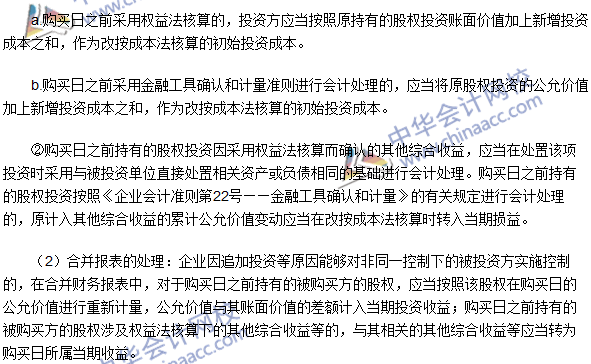 a.购买日之前采用权益法核算的，投资方应当按照原持有的股权投资账面价值加上新增投资
成本之和，作为改按成本法核算的初始投资成本。
b.购买日之前采用金融工具确认和计量准则进行会计处理的，应当将原股权投资的公允价值
加上新增投资成本之和，作为改按成本法核算的初始投资成本。
②购买日之前持有的股权投资因采用权益法核算而确认的其他综合收益，应当在处置该项
投资时采用与被投资单位直接处置相关资产或负债相同的基础进行会计处理。购买日之前持有
的股权投资按照《企业会计准则第22号——金融工具确认和计量》的有关规定进行会计处理
的，原计入其他综合收益的累计公允价值变动应当在改按成本法核算时转入当期损益。
（2）合并报表的处理：企业因追加投资等原因能够对非同一控制下的被投资方实施控制
的，在合并财务报表中，对于购买日之前持有的被购买方的股权，应当按照该股权在购买日的
公允价值进行重新计量，公允价值与其账面价值的差额计入当期投资收益；购买日之前持有的
被购买方的股权涉及权益法核算下的其他综合收益等的，与其相关的其他综合收益等应当转为
购买日所属当期收益。
中华会计网校
www.chinaacc.com